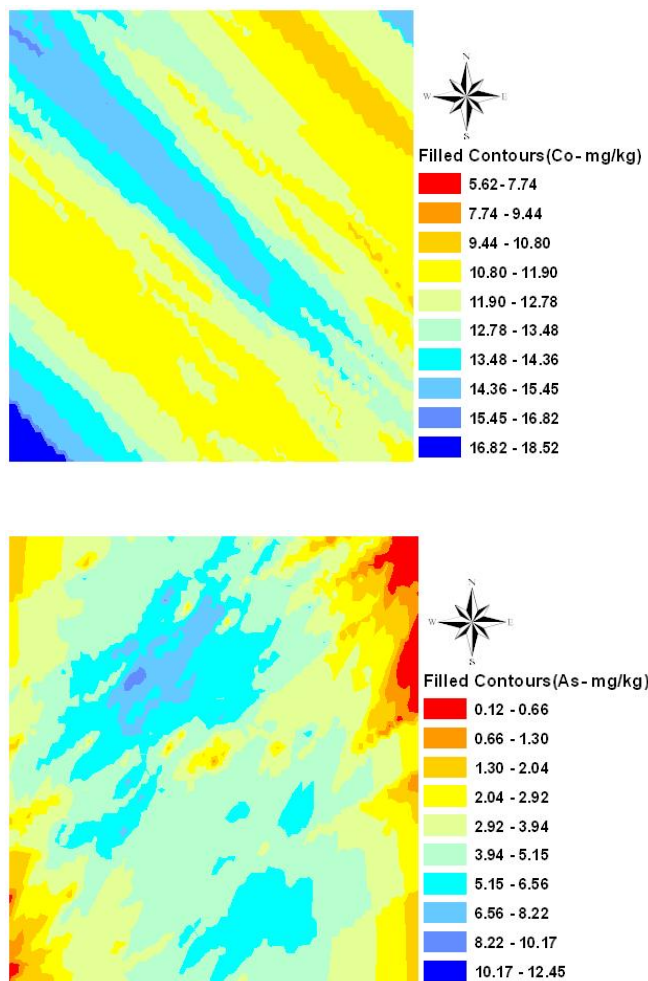 N
W E
S
Filled Contours(Co-mg/kg)
5.62-7.74
7.74 - 9.44
9.44 - 10.80
10.80 - 11.90
11.90 - 12.78
12.78 - 13.48
13.48 - 14.36
14.36 - 15.45
15.45 - 16.82
16.82 - 18.52
N
W E
S
Filled Contours(As-mg/kg)
0.12 - 0.66
0.66 - 1.30
1.30 - 2.04
2.04 - 2.92
2.92 - 3.94
3.94 - 5.15
5.15 - 6.56
6.56 - 8.22
8.22 - 10.17
10.17 - 12.45